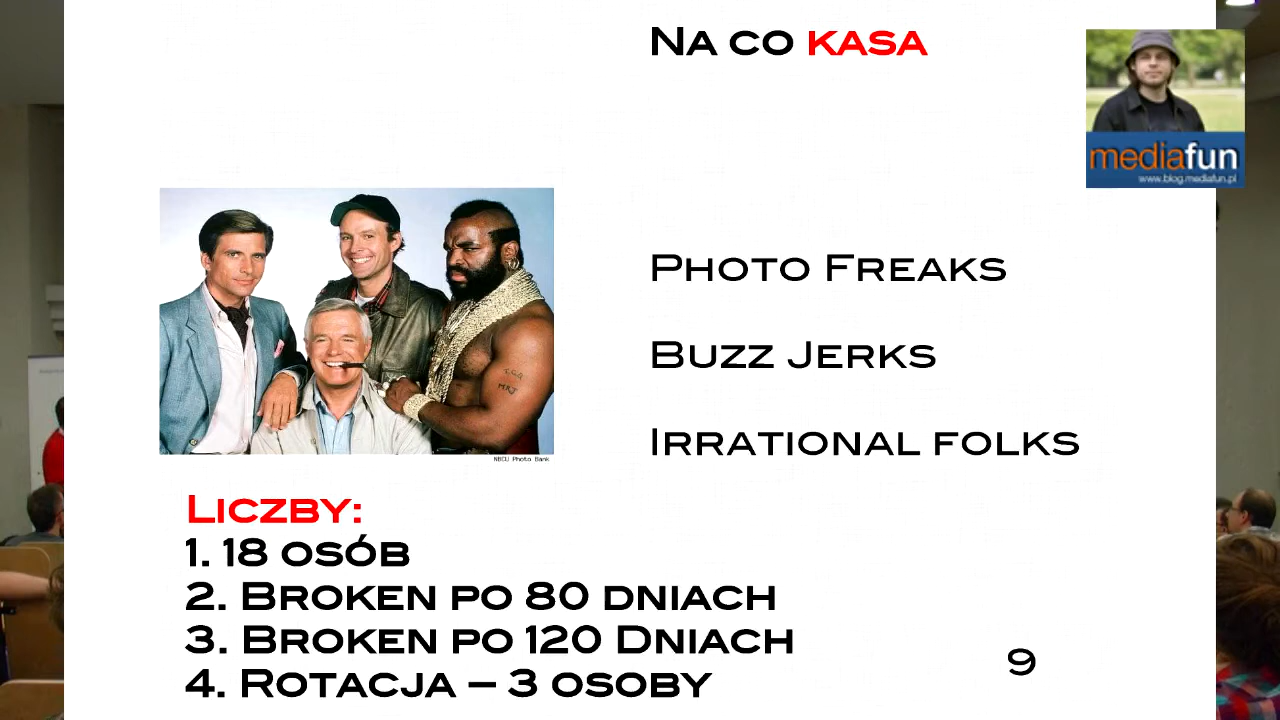 Na co kasa
mediafun
www.blog.mediafun.pl
NBCU Photo Bank
Photo Freaks
Buzz Jerks
Irrational folks
Liczby:
1. 18 osób
2. Broken po 80 dniach
3. Broken po 120 Dniach
4. Rotacja – 3 osoby
9